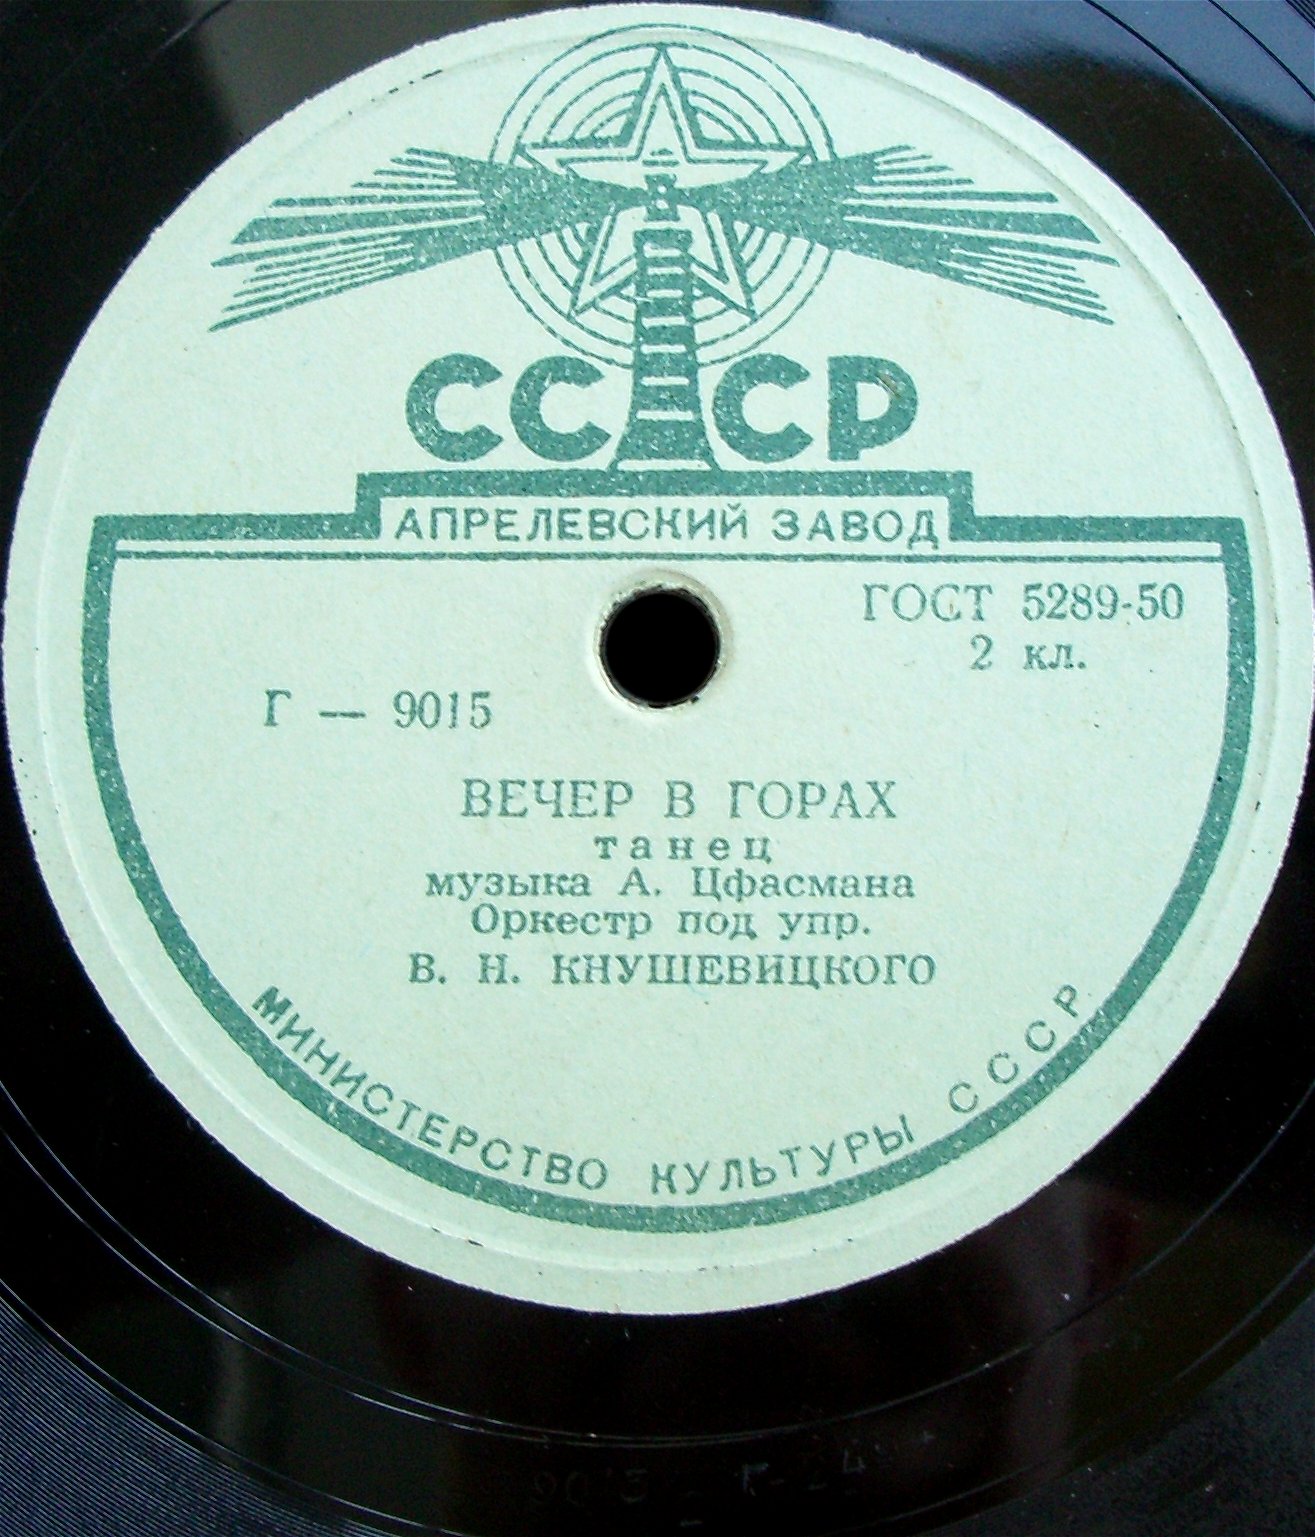 СССР
АПРЕЛЕВСКИЙ ЗАВОД
ГОСТ 5289-50
2 кл.
Г — 9015
ВЕЧЕР В ГОРАХ
танец
музыка А. Цфасмана
Оркестр под упр.
В. Н. КНУШЕВИЦКОГО
МИНИСТЕРСТВО КУЛЬТУРЫ СССР